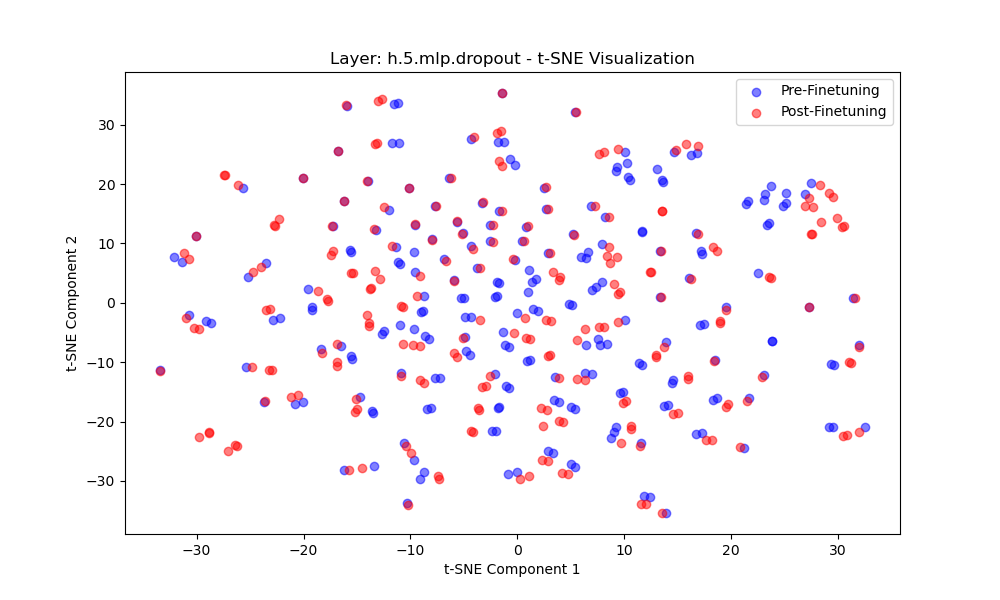 Layer: h.5.mlp.dropout - t-SNE Visualization
Pre-Finetuning
Post-Finetuning
30
20
10
0
−10
−20
−30
t-SNE Component 2
−30
−20
−10
0
10
20
30
t-SNE Component 1